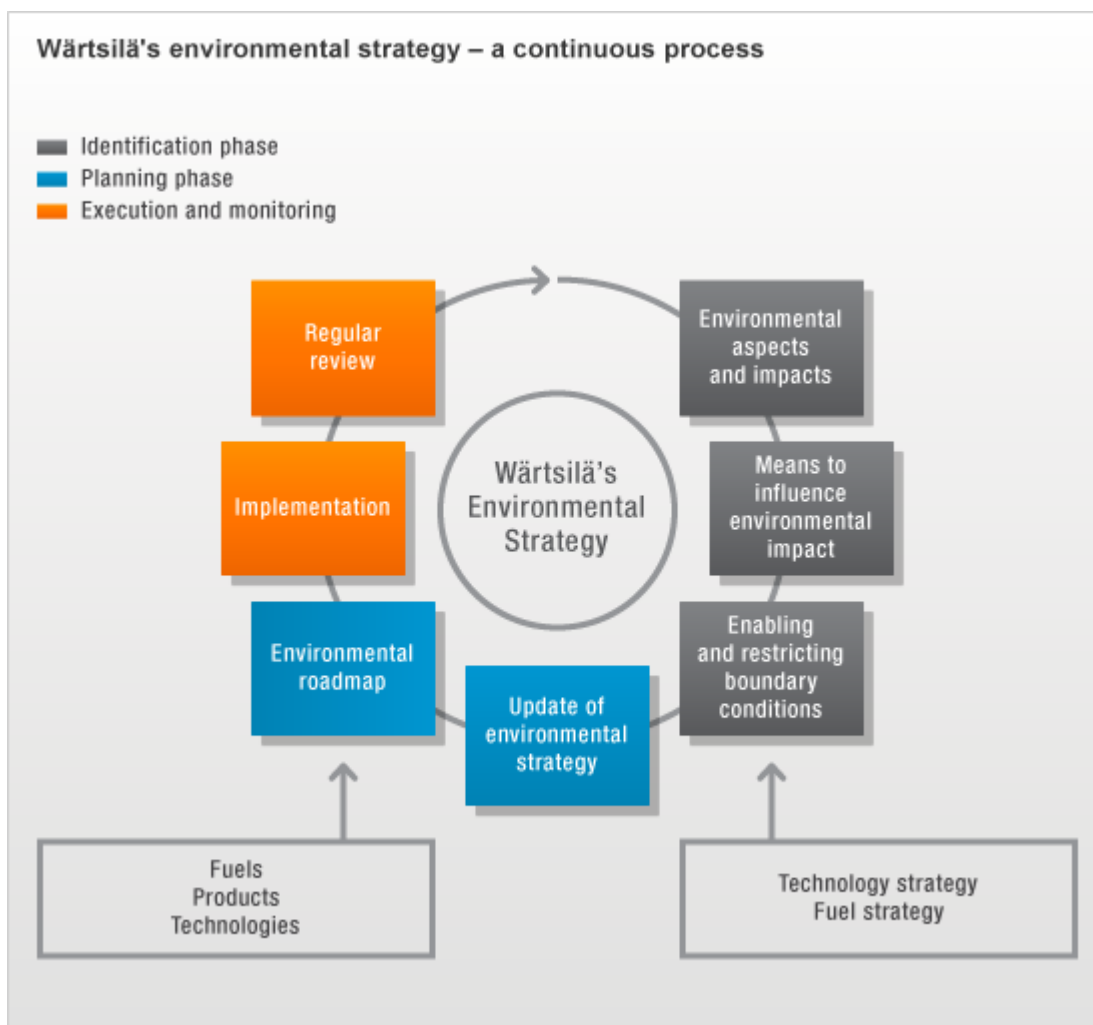 Wärtsilä's environmental strategy – a continuous process
Identification phase
Planning phase
Execution and monitoring
Regular
review
Environmental
aspects
and impacts
Implementation
Wärtsilä’s
Environmental
Strategy
Means to
influence
environmental
impact
Environmental
roadmap
Update of
environmental
strategy
Enabling
and restricting
boundary
conditions
Fuels
Products
Technologies
Technology strategy
Fuel strategy